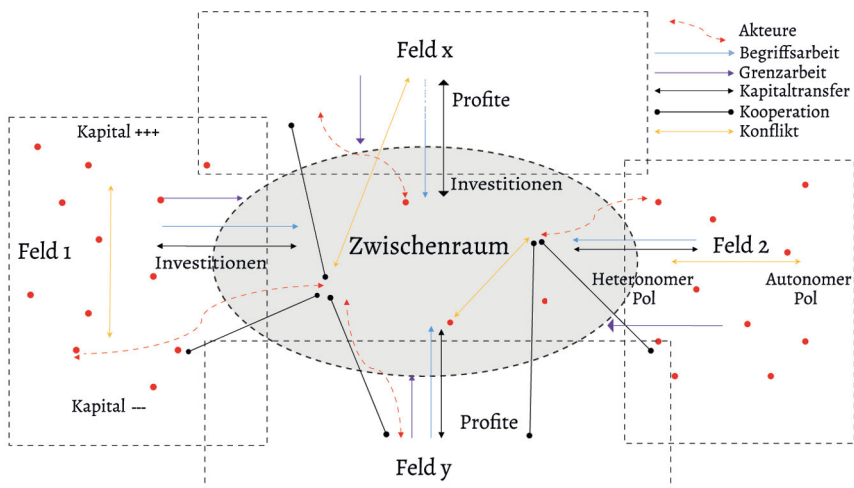 Feld x
Profite
Investitionen
Akteure
Begriffsarbeit
Grenzarbeit
Kapitaltransfer
Kooperation
Konflikt
Kapital +++
Feld 1
Investitionen
Kapital ---
Zwischenraum
Feld 2
Heteronomer
Pol
Autonomer
Pol
Profite
Feld y